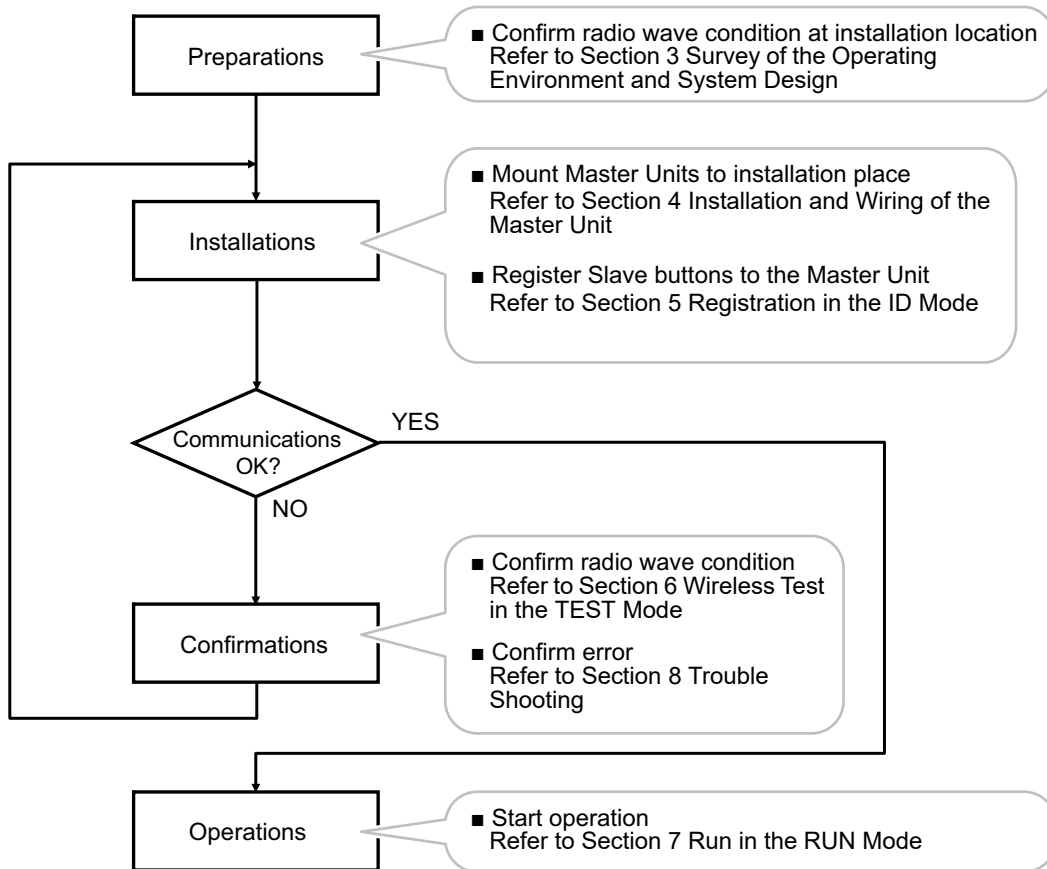 Preparations
■ Confirm radio wave condition at installation location
Refer to Section 3 Survey of the Operating
Environment and System Design
Installations
■ Mount Master Units to installation place
Refer to Section 4 Installation and Wiring of the
Master Unit
■ Register Slave buttons to the Master Unit
Refer to Section 5 Registration in the ID Mode
Communications
OK?
YES
NO
Confirmations
■ Confirm radio wave condition
Refer to Section 6 Wireless Test
in the TEST Mode
■ Confirm error
Refer to Section 8 Trouble
Shooting
Operations
■ Start operation
Refer to Section 7 Run in the RUN Mode